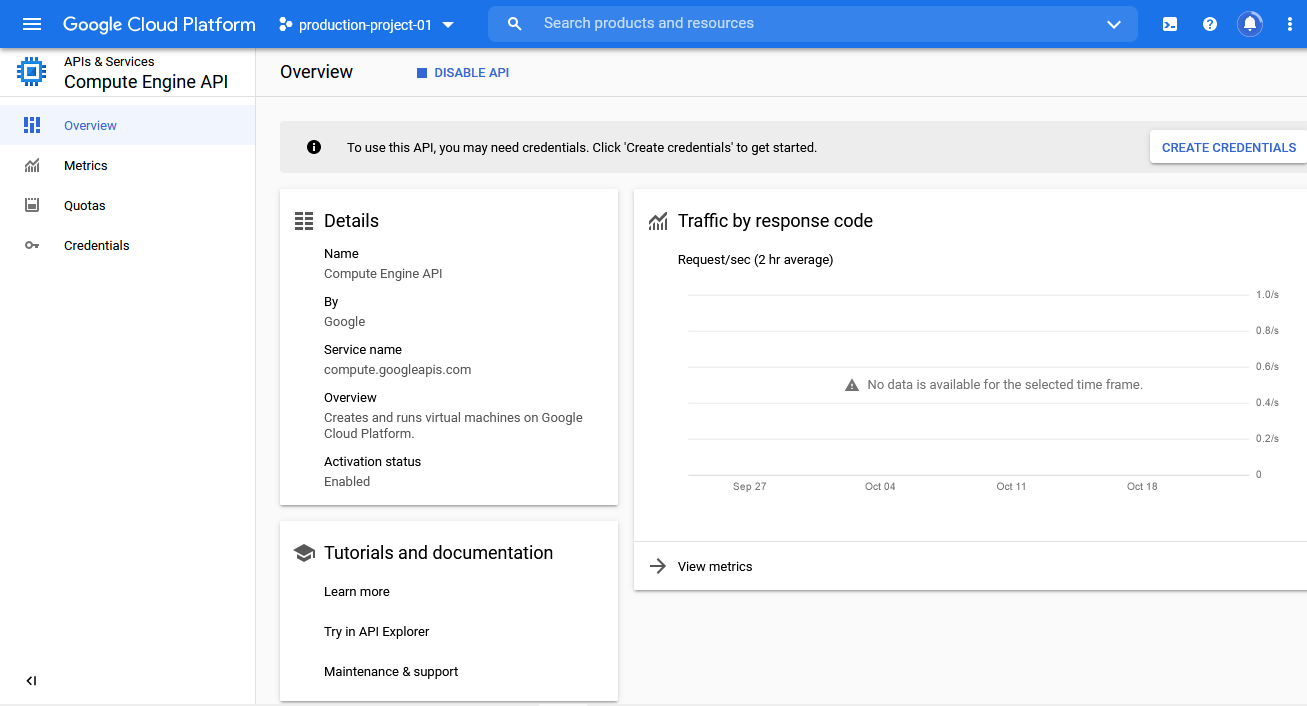 Google Cloud Platform
production-project-01
Search products and resources
APIs & Services
Compute Engine API
Overview
DISABLE API
Overview
Metrics
Quotas
Credentials
To use this API, you may need credentials. Click 'Create credentials' to get started.
CREATE CREDENTIALS
Details
Name
Compute Engine API
By
Google
Service name
compute.googleapis.com
Overview
Creates and runs virtual machines on Google
Cloud Platform.
Activation status
Enabled
Tutorials and documentation
Learn more
Try in API Explorer
Maintenance & support
Traffic by response code
Request/sec (2 hr average)
1.0/s
0.8/s
0.6/s
No data is available for the selected time frame.
0.4/s
0.2/s
0
Sep 27 Oct 04 Oct 11 Oct 18
View metrics